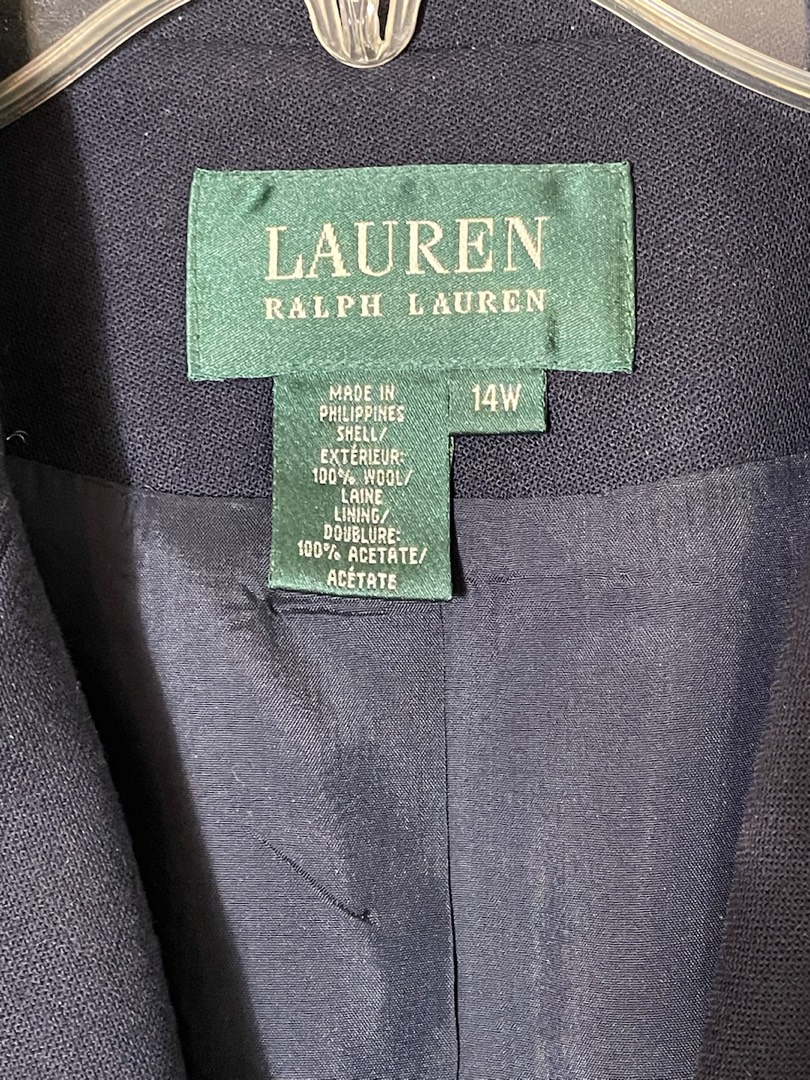 LAUREN
RALPH LAUREN
14W
MADE IN
PHILIPPINES
SHELL/
EXTÉRIEUR:
100% WOOL/
LAINE
LINING/
DOUBLURE:
100% ACETATE/
ACÉTATE